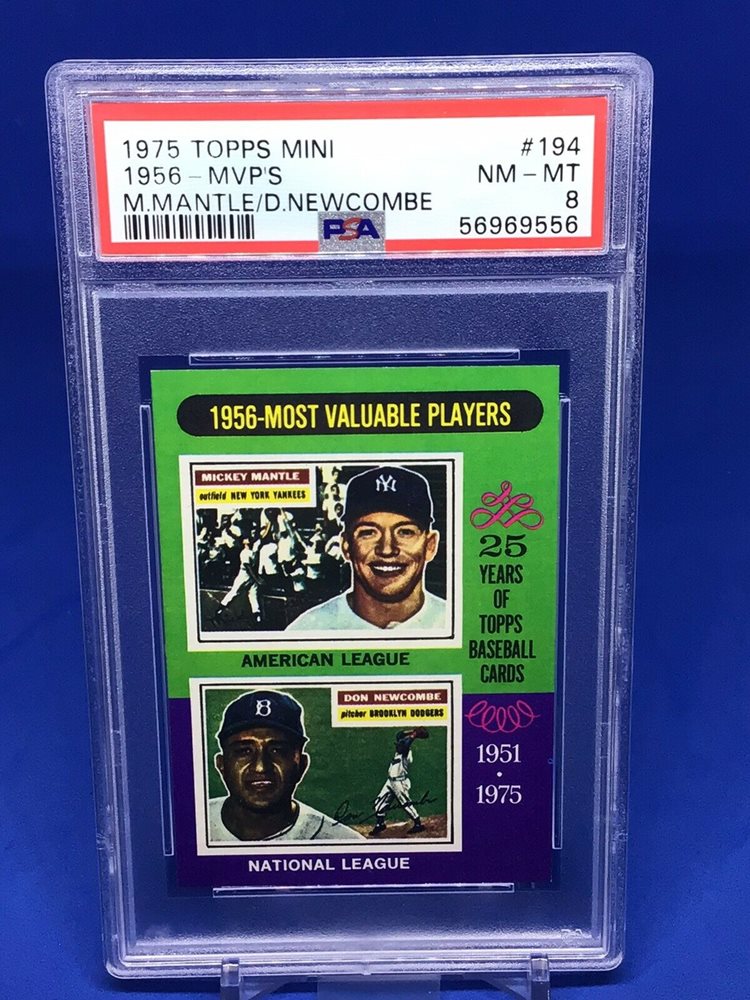 1975 TOPPS MINI #194
1956 - MVP'S NM - MT
M.MANTLE/D.NEWCOMBE 8
PSA 56969556
1956-MOST VALUABLE PLAYERS
MICKEY MANTLE
outfield NEW YORK YANKEES
NY
AMERICAN LEAGUE
25
YEARS
OF
TOPPS
BASEBALL
CARDS
DON NEWCOMBE
pitcher BROOKLYN DODGERS
B
NATIONAL LEAGUE
1951
·
1975